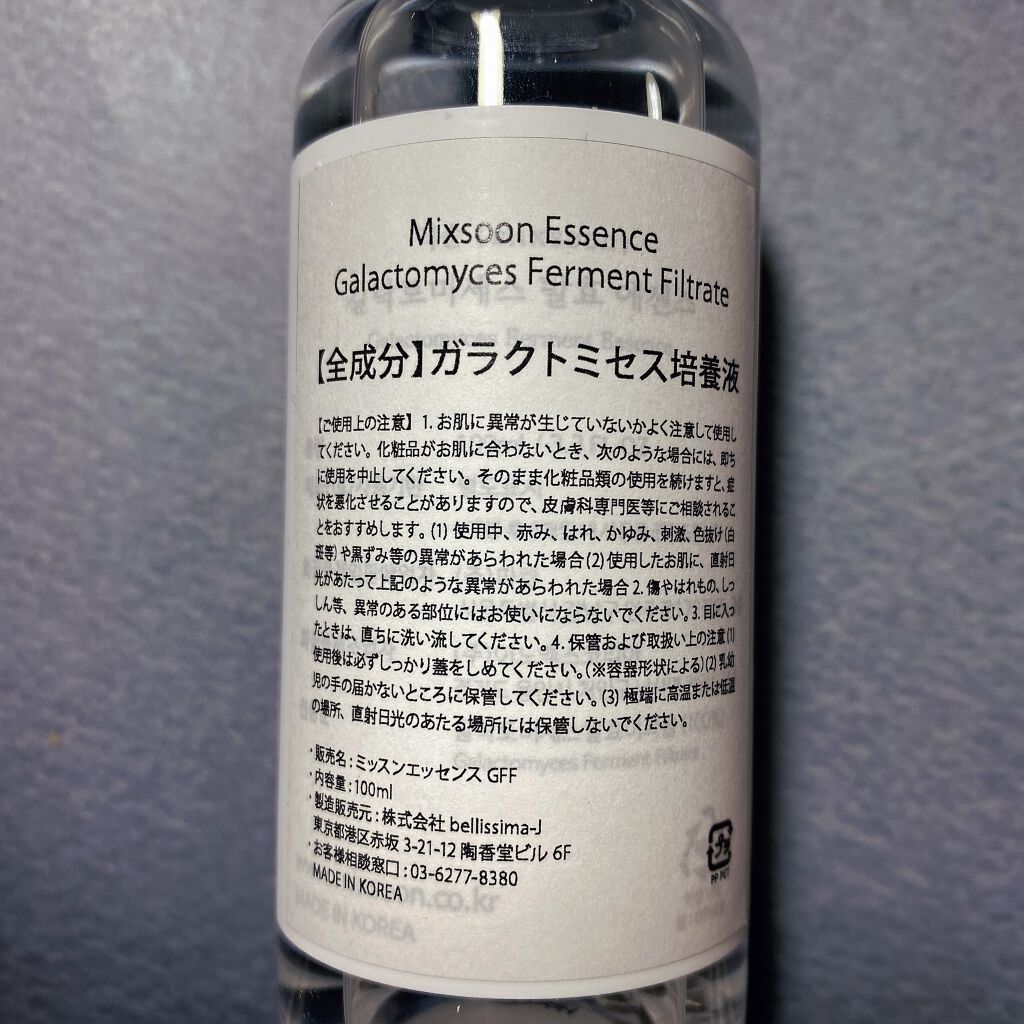 Mixsoon Essence
Galactomyces Ferment Filtrate
【全成分】ガラクトミセス培養液
【ご使用上の注意】1. お肌に異常が生じていないかよく注意して使用し
てください。化粧品がお肌に合わないとき、次のような場合には、即ち
に使用を中止してください。そのまま化粧品類の使用を続けますと、症
状を悪化させることがありますので、皮膚科専門医等にご相談されるこ
とをおすすめします。(1) 使用中、赤み、はれ、かゆみ、刺激、色抜け(白
斑等)や黒ずみ等の異常があらわれた場合(2)使用したお肌に、直射日
光があたって上記のような異常があらわれた場合 2. 傷やはれもの、しっ
しん等、異常のある部位にはお使いにならないでください。3. 目に入っ
たときは、直ちに洗い流してください。4. 保管および取扱い上の注意(1)
使用後は必ずしっかり蓋をしめてください。(※容器形状による)(2) 乳幼
児の手の届かないところに保管してください。(3) 極端に高温または低温
の場所、直射日光のあたる場所には保管しないでください。
・販売名 : ミッスンエッセンス GFF
・内容量 : 100ml
・製造販売元 : 株式会社 bellissima-J
東京都港区赤坂 3-21-12 陶香堂ビル 6F
・お客様相談窓口 : 03-6277-8380
MADE IN KOREA
PP PET
Galactomyces Ferment
on.co.kr
MADE IN KOREA